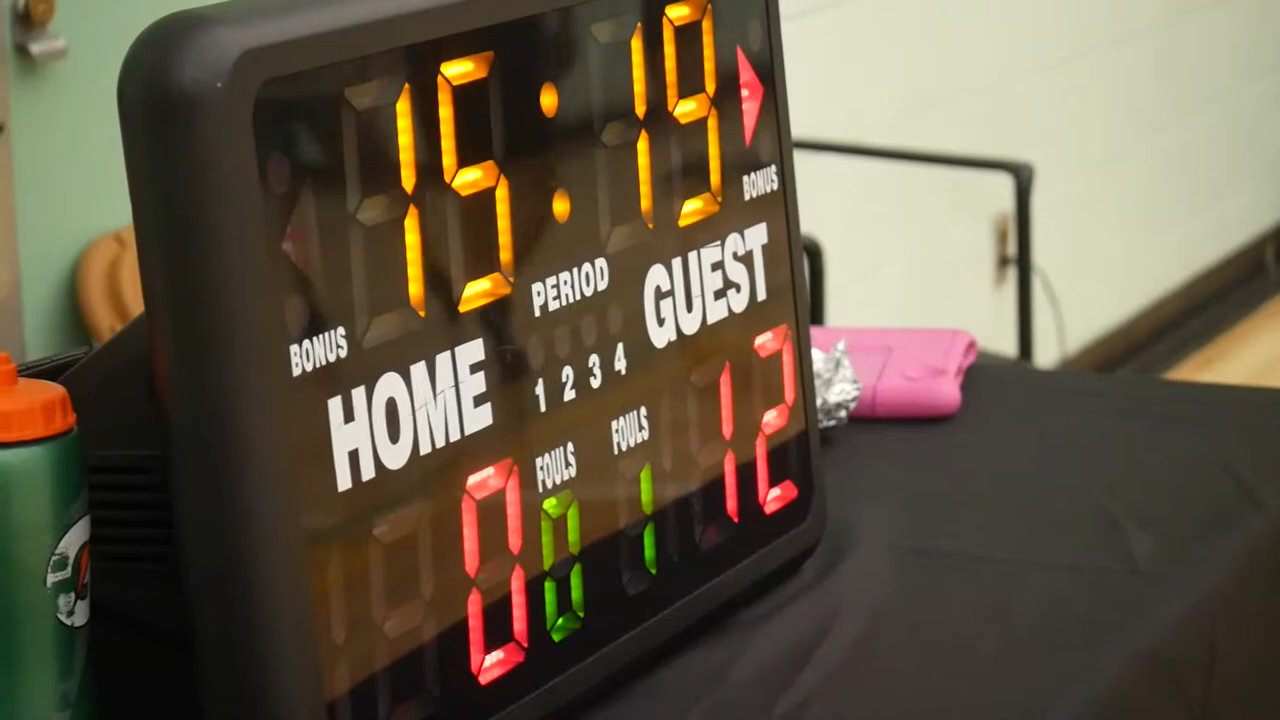 15:19
BONUS
PERIOD
BONUS
HOME
1 2 3 4
GUEST
FOULS
FOULS
0
0
1
12